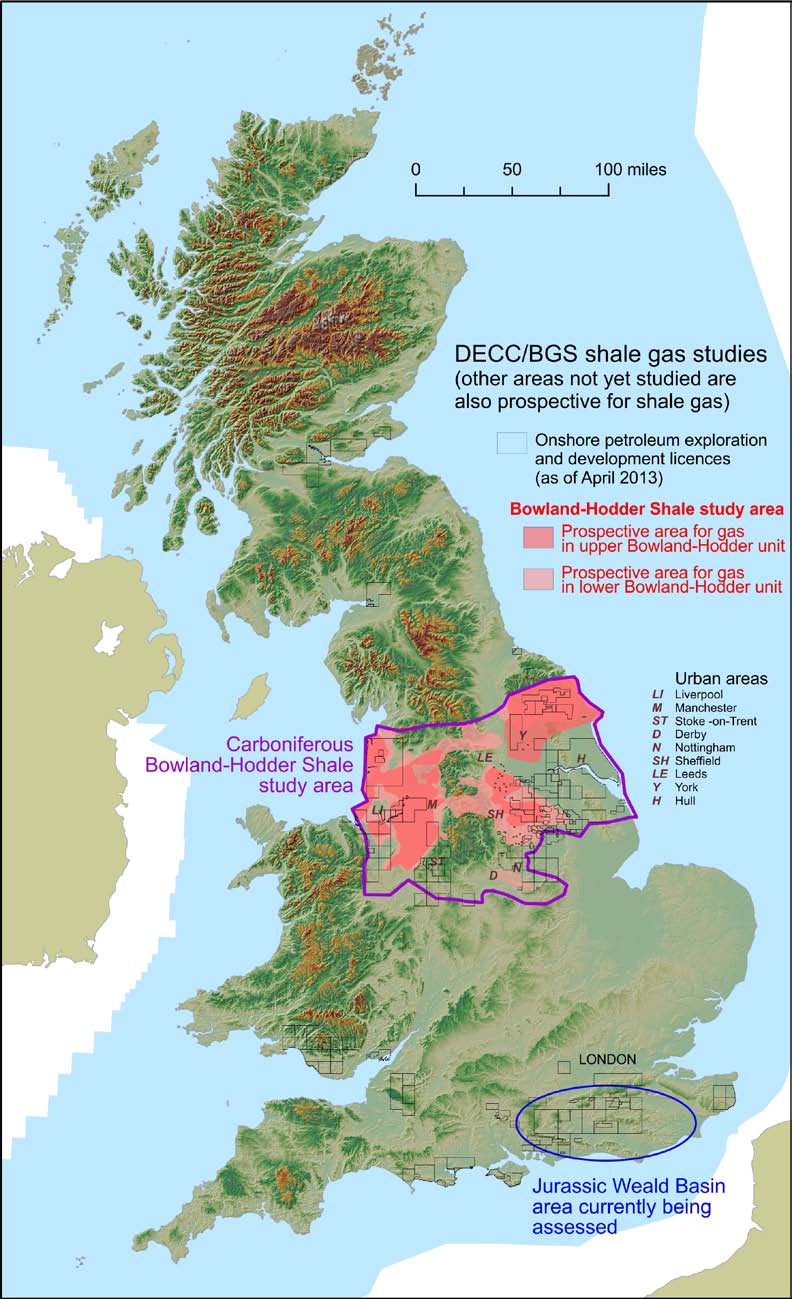 0 50 100 miles
DECC/BGS shale gas studies
(other areas not yet studied are
also prospective for shale gas)
Onshore petroleum exploration
and development licences
(as of April 2013)
Bowland-Hodder Shale study area
Prospective area for gas
in upper Bowland-Hodder unit
Prospective area for gas
in lower Bowland-Hodder unit
Urban areas
LI Liverpool
M Manchester
ST Stoke -on-Trent
D Derby
N Nottingham
SH Sheffield
LE Leeds
Y York
H Hull
Carboniferous
Bowland-Hodder Shale
study area
Y
LE
H
LI
M
SH
ST
D
N
LONDON
Jurassic Weald Basin
area currently being
assessed